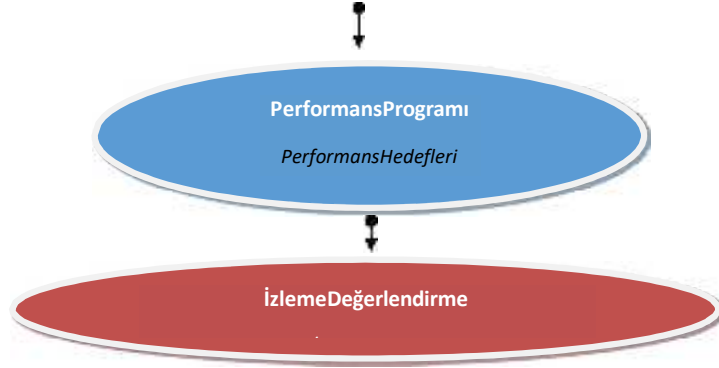 PerformansProgramı
PerformansHedefleri
İzlemeDeğerlendirme
.